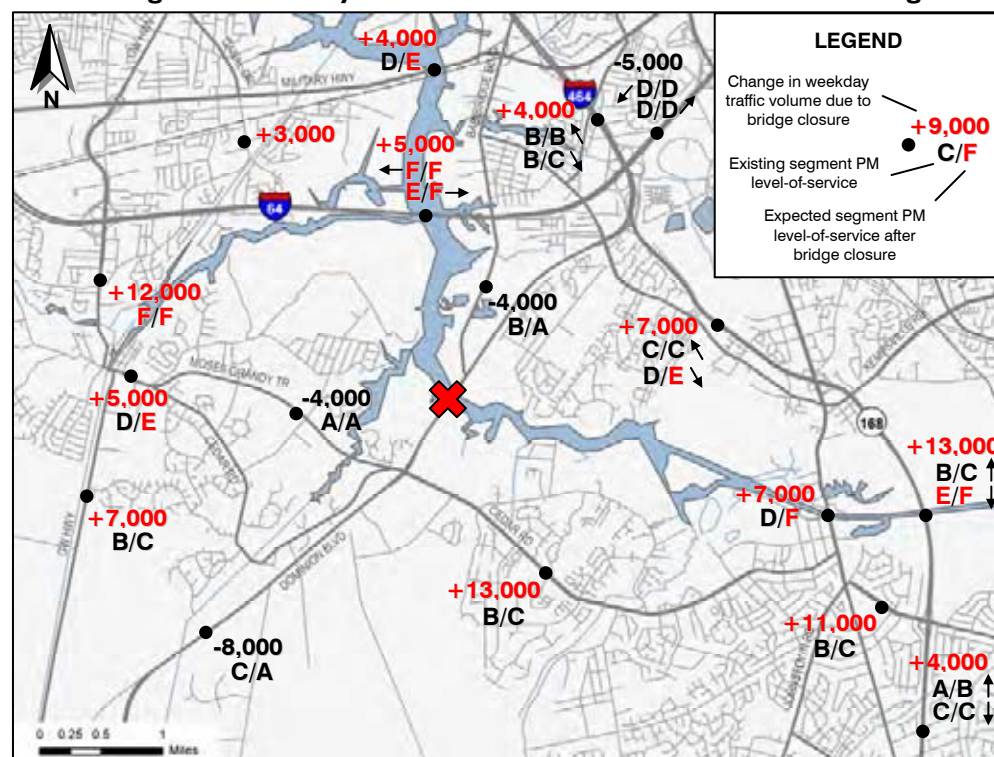 +4,000
D/E
MILITARY HWY
-5,000
D/D
D/D
464
+4,000
B/B
B/C
+3,000
+5,000
F/F
E/F
64
N
LEGEND
Change in weekday
traffic volume due to
bridge closure
+9,000
C/F
Existing segment PM
level-of-service
Expected segment PM
level-of-service after
bridge closure
+12,000
F/F
-4,000
B/A
+7,000
C/C
D/E
MOSES GRANDY TR
+5,000
D/E
-4,000
A/A
168
+13,000
B/C
E/F
+7,000
D/F
+7,000
B/C
CEDAR RD
DOMINION BLVD
+13,000
B/C
+11,000
B/C
-8,000
C/A
+4,000
A/B
C/C
0 0.25 0.5 1
Miles